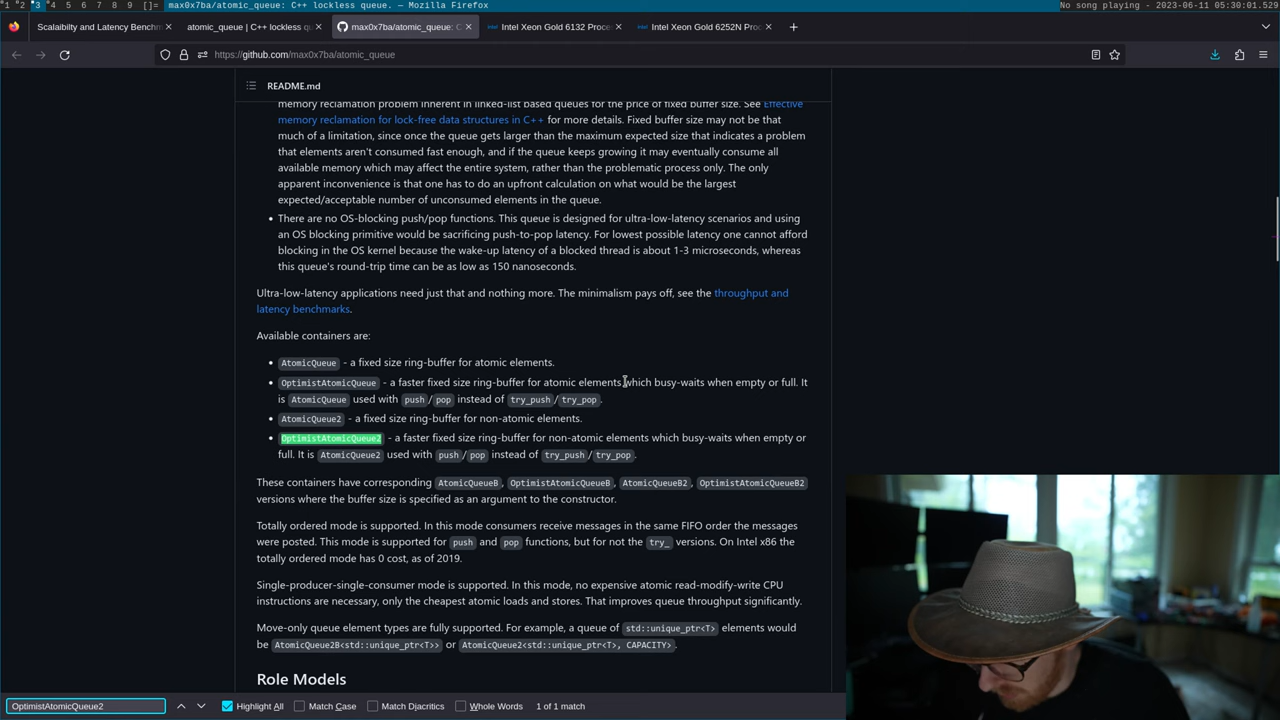 1 2 3 4 5 6 7 8 9 []= max0x7ba/atomic_queue: C++ lockless queue. — Mozilla Firefox No song playing - 2023-06-11 05:30:01.529
Scalaibilty and Latency Benchm atomic_queue | C++ lockless qu max0x7ba/atomic_queue: C Intel Xeon Gold 6132 Proce Intel Xeon Gold 6252N Proc
https://github.com/max0x7ba/atomic_queue
README.md
memory reclamation problem inherent in linked-list based queues for the price of fixed buffer size. See Effective
memory reclamation for lock-free data structures in C++ for more details. Fixed buffer size may not be that
much of a limitation, since once the queue gets larger than the maximum expected size that indicates a problem
that elements aren't consumed fast enough, and if the queue keeps growing it may eventually consume all
available memory which may affect the entire system, rather than the problematic process only. The only
apparent inconvenience is that one has to do an upfront calculation on what would be the largest
expected/acceptable number of unconsumed elements in the queue.
• There are no OS-blocking push/pop functions. This queue is designed for ultra-low-latency scenarios and using
an OS blocking primitive would be sacrificing push-to-pop latency. For lowest possible latency one cannot afford
blocking in the OS kernel because the wake-up latency of a blocked thread is about 1-3 microseconds, whereas
this queue's round-trip time can be as low as 150 nanoseconds.
Ultra-low-latency applications need just that and nothing more. The minimalism pays off, see the throughput and
latency benchmarks.
Available containers are:
• AtomicQueue - a fixed size ring-buffer for atomic elements.
• OptimistAtomicQueue - a faster fixed size ring-buffer for atomic elements which busy-waits when empty or full. It
is AtomicQueue used with push/pop instead of try_push/try_pop.
• AtomicQueue2 - a fixed size ring-buffer for non-atomic elements.
• OptimistAtomicQueue2 - a faster fixed size ring-buffer for non-atomic elements which busy-waits when empty or
full. It is AtomicQueue2 used with push/pop instead of try_push/try_pop.
These containers have corresponding AtomicQueueB, OptimistAtomicQueueB, AtomicQueueB2, OptimistAtomicQueueB2
versions where the buffer size is specified as an argument to the constructor.
Totally ordered mode is supported. In this mode consumers receive messages in the same FIFO order the messages
were posted. This mode is supported for push and pop functions, but for not the try_ versions. On Intel x86 the
totally ordered mode has 0 cost, as of 2019.
Single-producer-single-consumer mode is supported. In this mode, no expensive atomic read-modify-write CPU
instructions are necessary, only the cheapest atomic loads and stores. That improves queue throughput significantly.
Move-only queue element types are fully supported. For example, a queue of std::unique_ptr<T> elements would
be AtomicQueue2B<std::unique_ptr<T>> or AtomicQueue2<std::unique_ptr<T>, CAPACITY>.
Role Models
OptimistAtomicQueue2 Highlight All Match Case Match Diacritics Whole Words 1 of 1 match